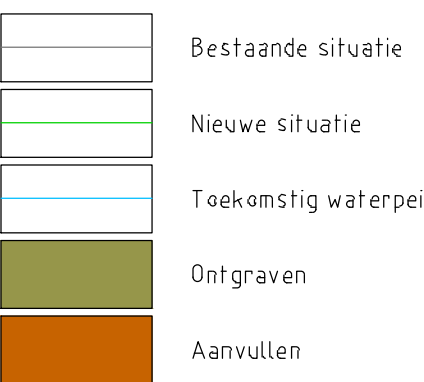 Bestaande situatie
Nieuwe situatie
Toekomstig waterpei
Ontgraven
Aanvullen